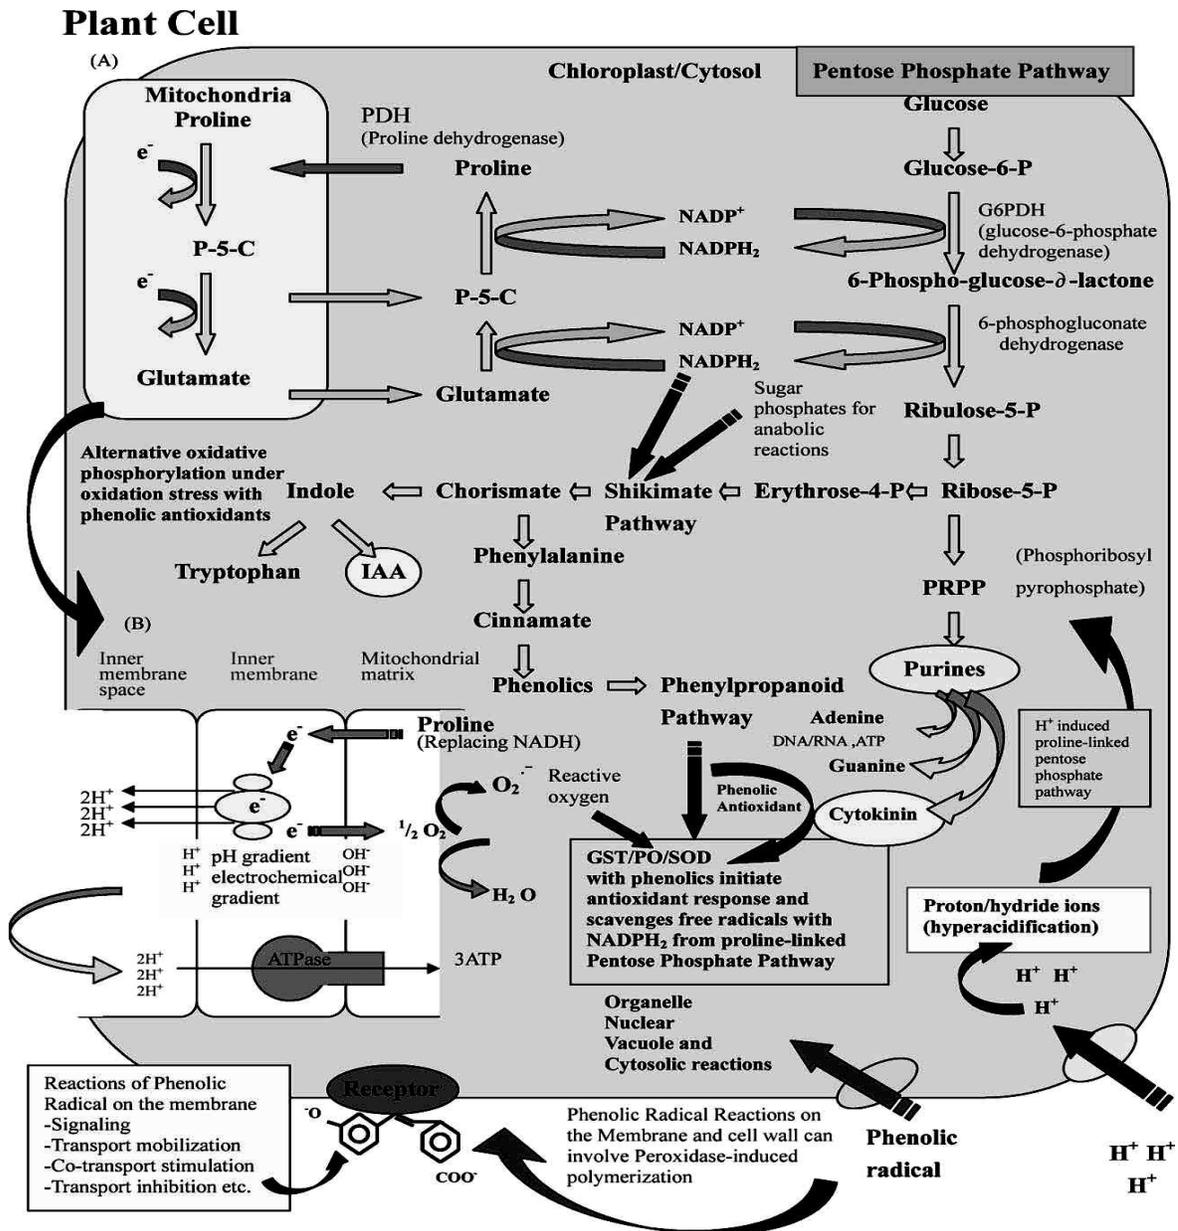 Plant Cell
(A)
Chloroplast/Cytosol
Pentose Phosphate Pathway
Mitochondria
Proline
e-
P-5-C
e-
Glutamate
PDH
(Proline dehydrogenase)
Proline
P-5-C
Glutamate
NADP+
NADPH2
NADP+
NADPH2
Glucose
Glucose-6-P
G6PDH
(glucose-6-phosphate
dehydrogenase)
6-Phospho-glucose-∂-lactone
6-phosphogluconate
dehydrogenase
Ribulose-5-P
Sugar
phosphates for
anabolic
reactions
Alternative oxidative
phosphorylation under
oxidation stress with
phenolic antioxidants
Indole
Chorismate
Shikimate
Pathway
Erythrose-4-P
Ribose-5-P
Tryptophan
IAA
Phenylalanine
Cinnamate
Phenolics
Phenylpropanoid
Pathway
PRPP
(Phosphoribosyl
pyrophosphate)
Purines
Adenine
DNA/RNA ,ATP
Guanine
Cytokinin
H+ induced
proline-linked
pentose
phosphate
pathway
(B)
Inner
membrane
space
Inner
membrane
Mitochondrial
matrix
Proline
(Replacing NADH)
e-
e-
e-
2H+
2H+
2H+
1/2 O2
O2·-
H2 O
Reactive
oxygen
Phenolic
Antioxidant
H+ pH gradient OH-
H+ electrochemical OH-
H+ gradient OH-
2H+
2H+
2H+
ATPase
3ATP
GST/PO/SOD
with phenolics initiate
antioxidant response and
scavenges free radicals with
NADPH2 from proline-linked
Pentose Phosphate Pathway
Proton/hydride ions
(hyperacidification)
H+ H+
H+
Organelle
Nuclear
Vacuole and
Cytosolic reactions
Reactions of Phenolic
Radical on the membrane
-Signaling
-Transport mobilization
-Co-transport stimulation
-Transport inhibition etc.
Receptor
-O
COO-
Phenolic Radical Reactions on
the Membrane and cell wall can
involve Peroxidase-induced
polymerization
Phenolic
radical
H+ H+
H+